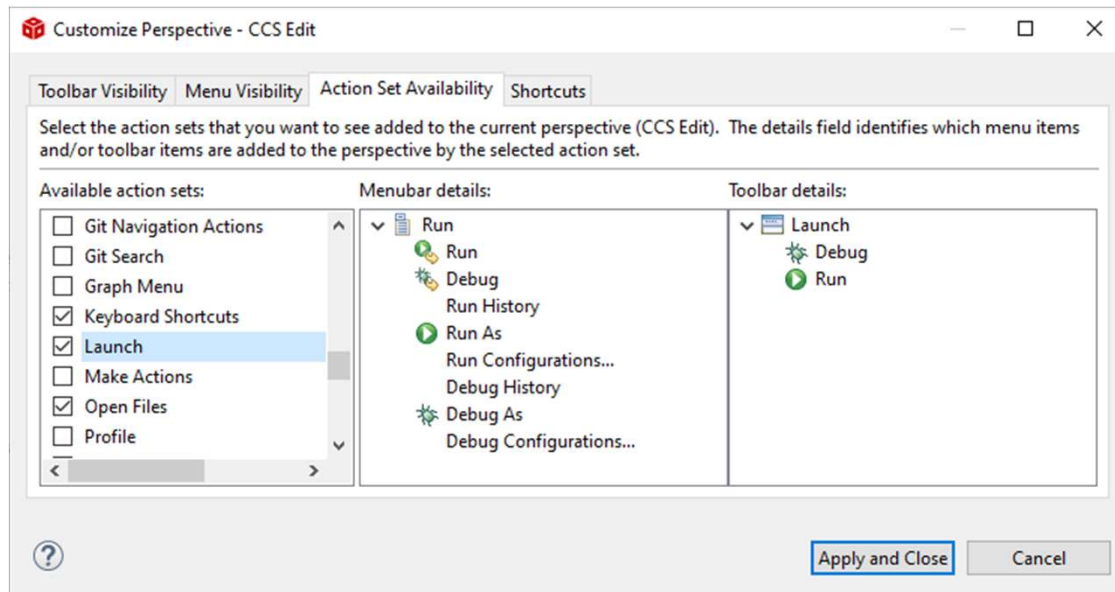 Customize Perspective - CCS Edit
Toolbar Visibility Menu Visibility Action Set Availability Shortcuts
Select the action sets that you want to see added to the current perspective (CCS Edit). The details field identifies which menu items
and/or toolbar items are added to the perspective by the selected action set.
Available action sets:
Git Navigation Actions
Git Search
Graph Menu
Keyboard Shortcuts
Launch
Make Actions
Open Files
Profile
Menubar details:
Run
Run
Debug
Run History
Run As
Run Configurations...
Debug History
Debug As
Debug Configurations...
Toolbar details:
Launch
Debug
Run
?
Apply and Close
Cancel